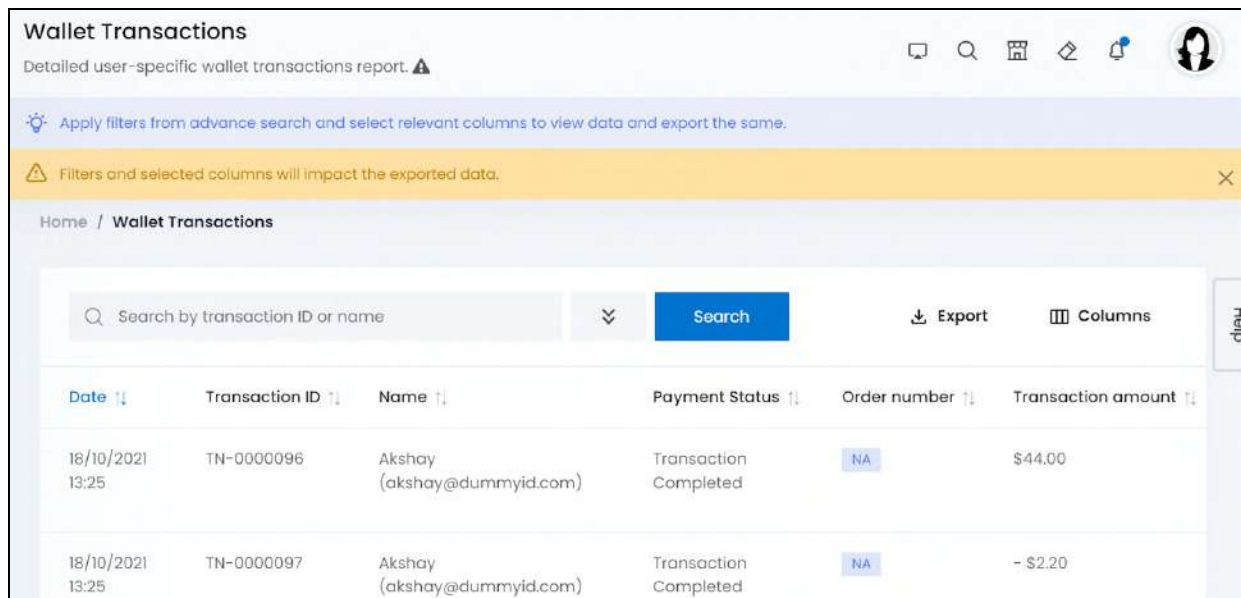 Wallet Transactions
Detailed user-specific wallet transactions report.
Apply filters from advance search and select relevant columns to view data and export the same.
Filters and selected columns will impact the exported data.
Home / Wallet Transactions
Search by transaction ID or name
Search
Export
Columns
Help
Date Transaction ID Name Payment Status Order number Transaction amount
18/10/2021 TN-0000096 Akshay Transaction NA $44.00
13:25 (akshay@dummyid.com) Completed
18/10/2021 TN-0000097 Akshay Transaction NA - $2.20
13:25 (akshay@dummyid.com) Completed